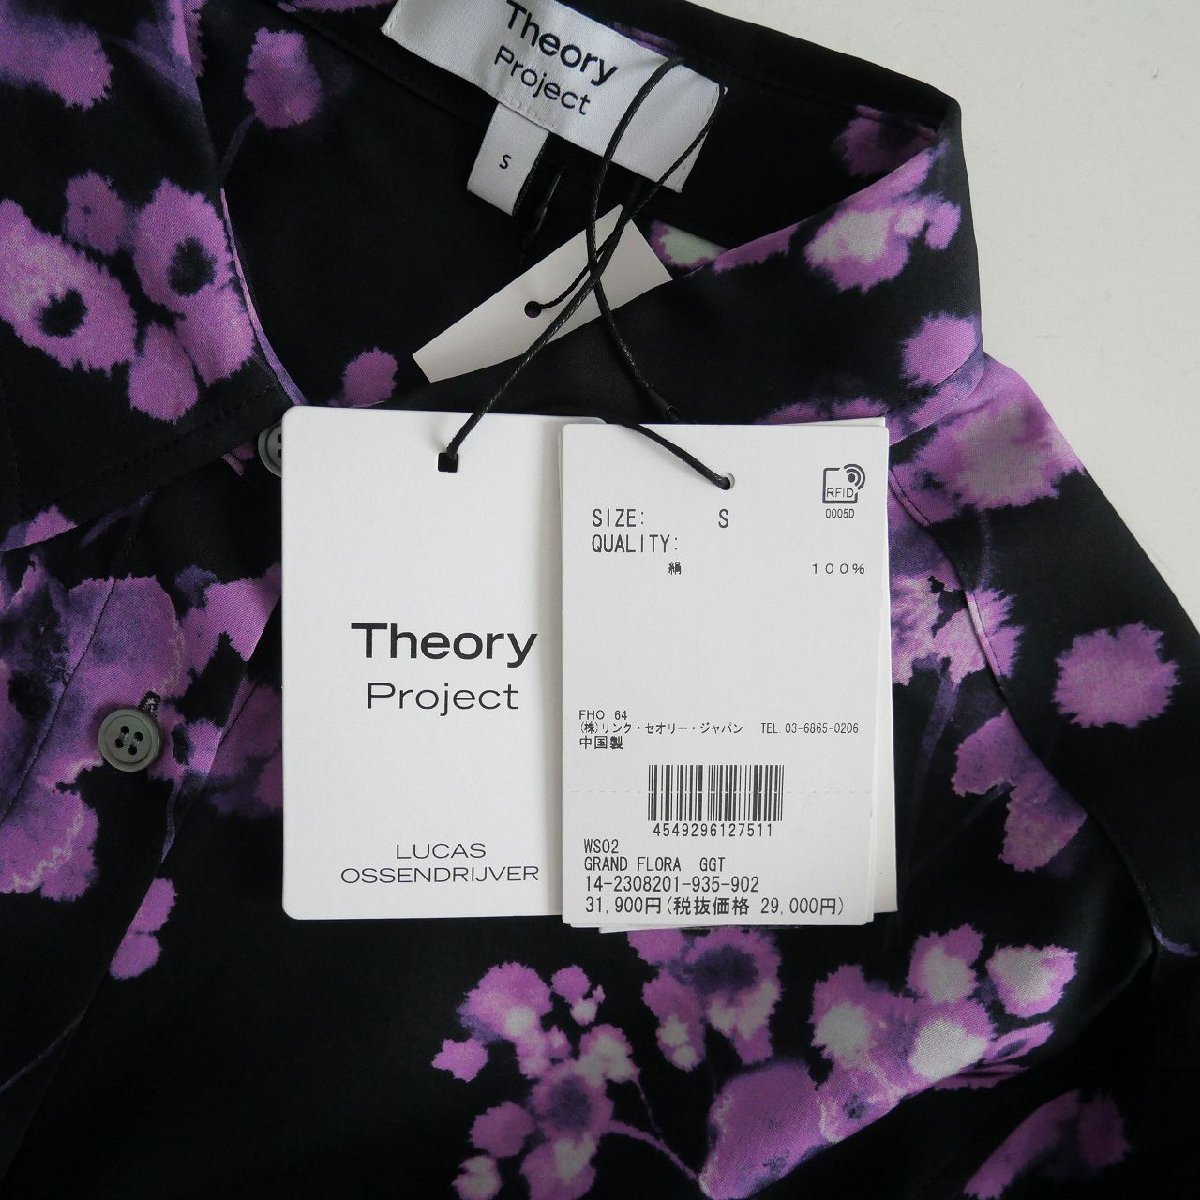 Theory
Project
S
Theory
Project
LUCAS
OSSENDRIJVER
RFID
0005D
SIZE: S
QUALITY:
絹 100%
FHO 64
(株)リンク・セオリー・ジャパン TEL.03-6865-0206
中国製
4549296127511
WS02
GRAND FLORA GGT
14-2308201-935-902
31,900円(税抜価格 29,000円)